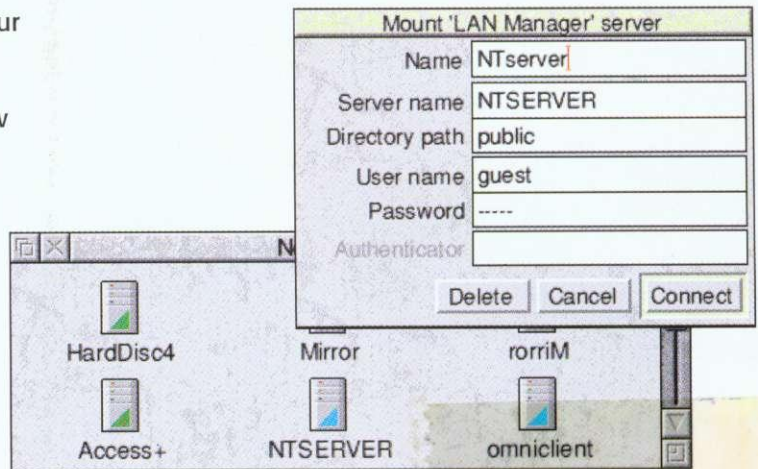 ur
w
Mount 'LAN Manager' server
Name NTserver
Server name NTSERVER
Directory path public
User name guest
Password -----
Authenticator
Delete Cancel Connect
HardDisc4 Mirror rorriM
Access+ NTSERVER omniclient